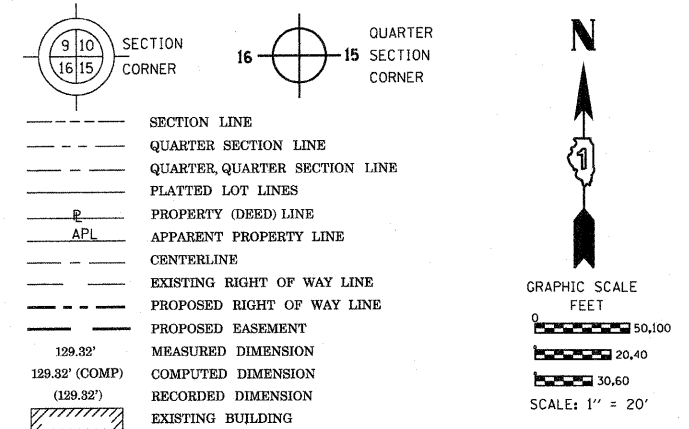 9 10
16 15
SECTION
CORNER
16
15
QUARTER
SECTION
CORNER
SECTION LINE
QUARTER SECTION LINE
QUARTER, QUARTER SECTION LINE
PLATTED LOT LINES
PL PROPERTY (DEED) LINE
APL APPARENT PROPERTY LINE
CENTERLINE
EXISTING RIGHT OF WAY LINE
PROPOSED RIGHT OF WAY LINE
PROPOSED EASEMENT
129.32' MEASURED DIMENSION
129.32' (COMP) COMPUTED DIMENSION
(129.32') RECORDED DIMENSION
EXISTING BUILDING
N
1
GRAPHIC SCALE
FEET
0
50,100
0
20,40
0
30,60
SCALE: 1" = 20'